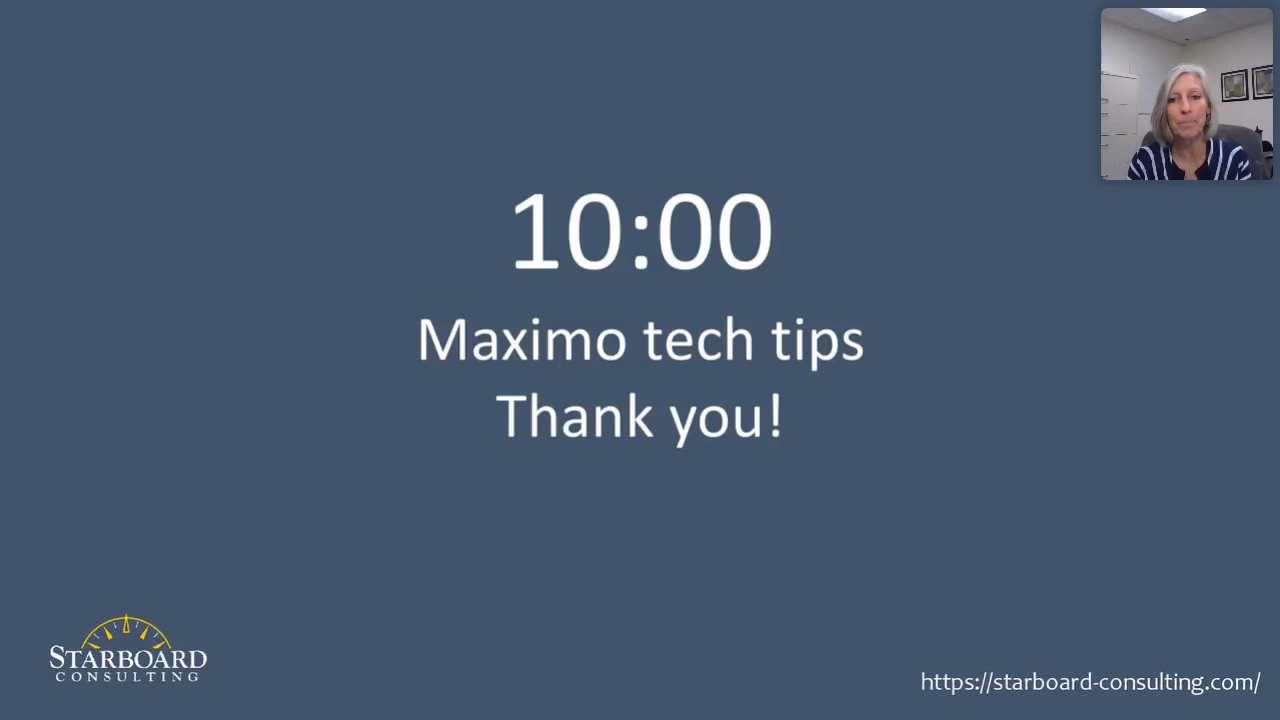 10:00
Maximo tech tips
Thank you!
STARBOARD
CONSULTING
https://starboard-consulting.com/